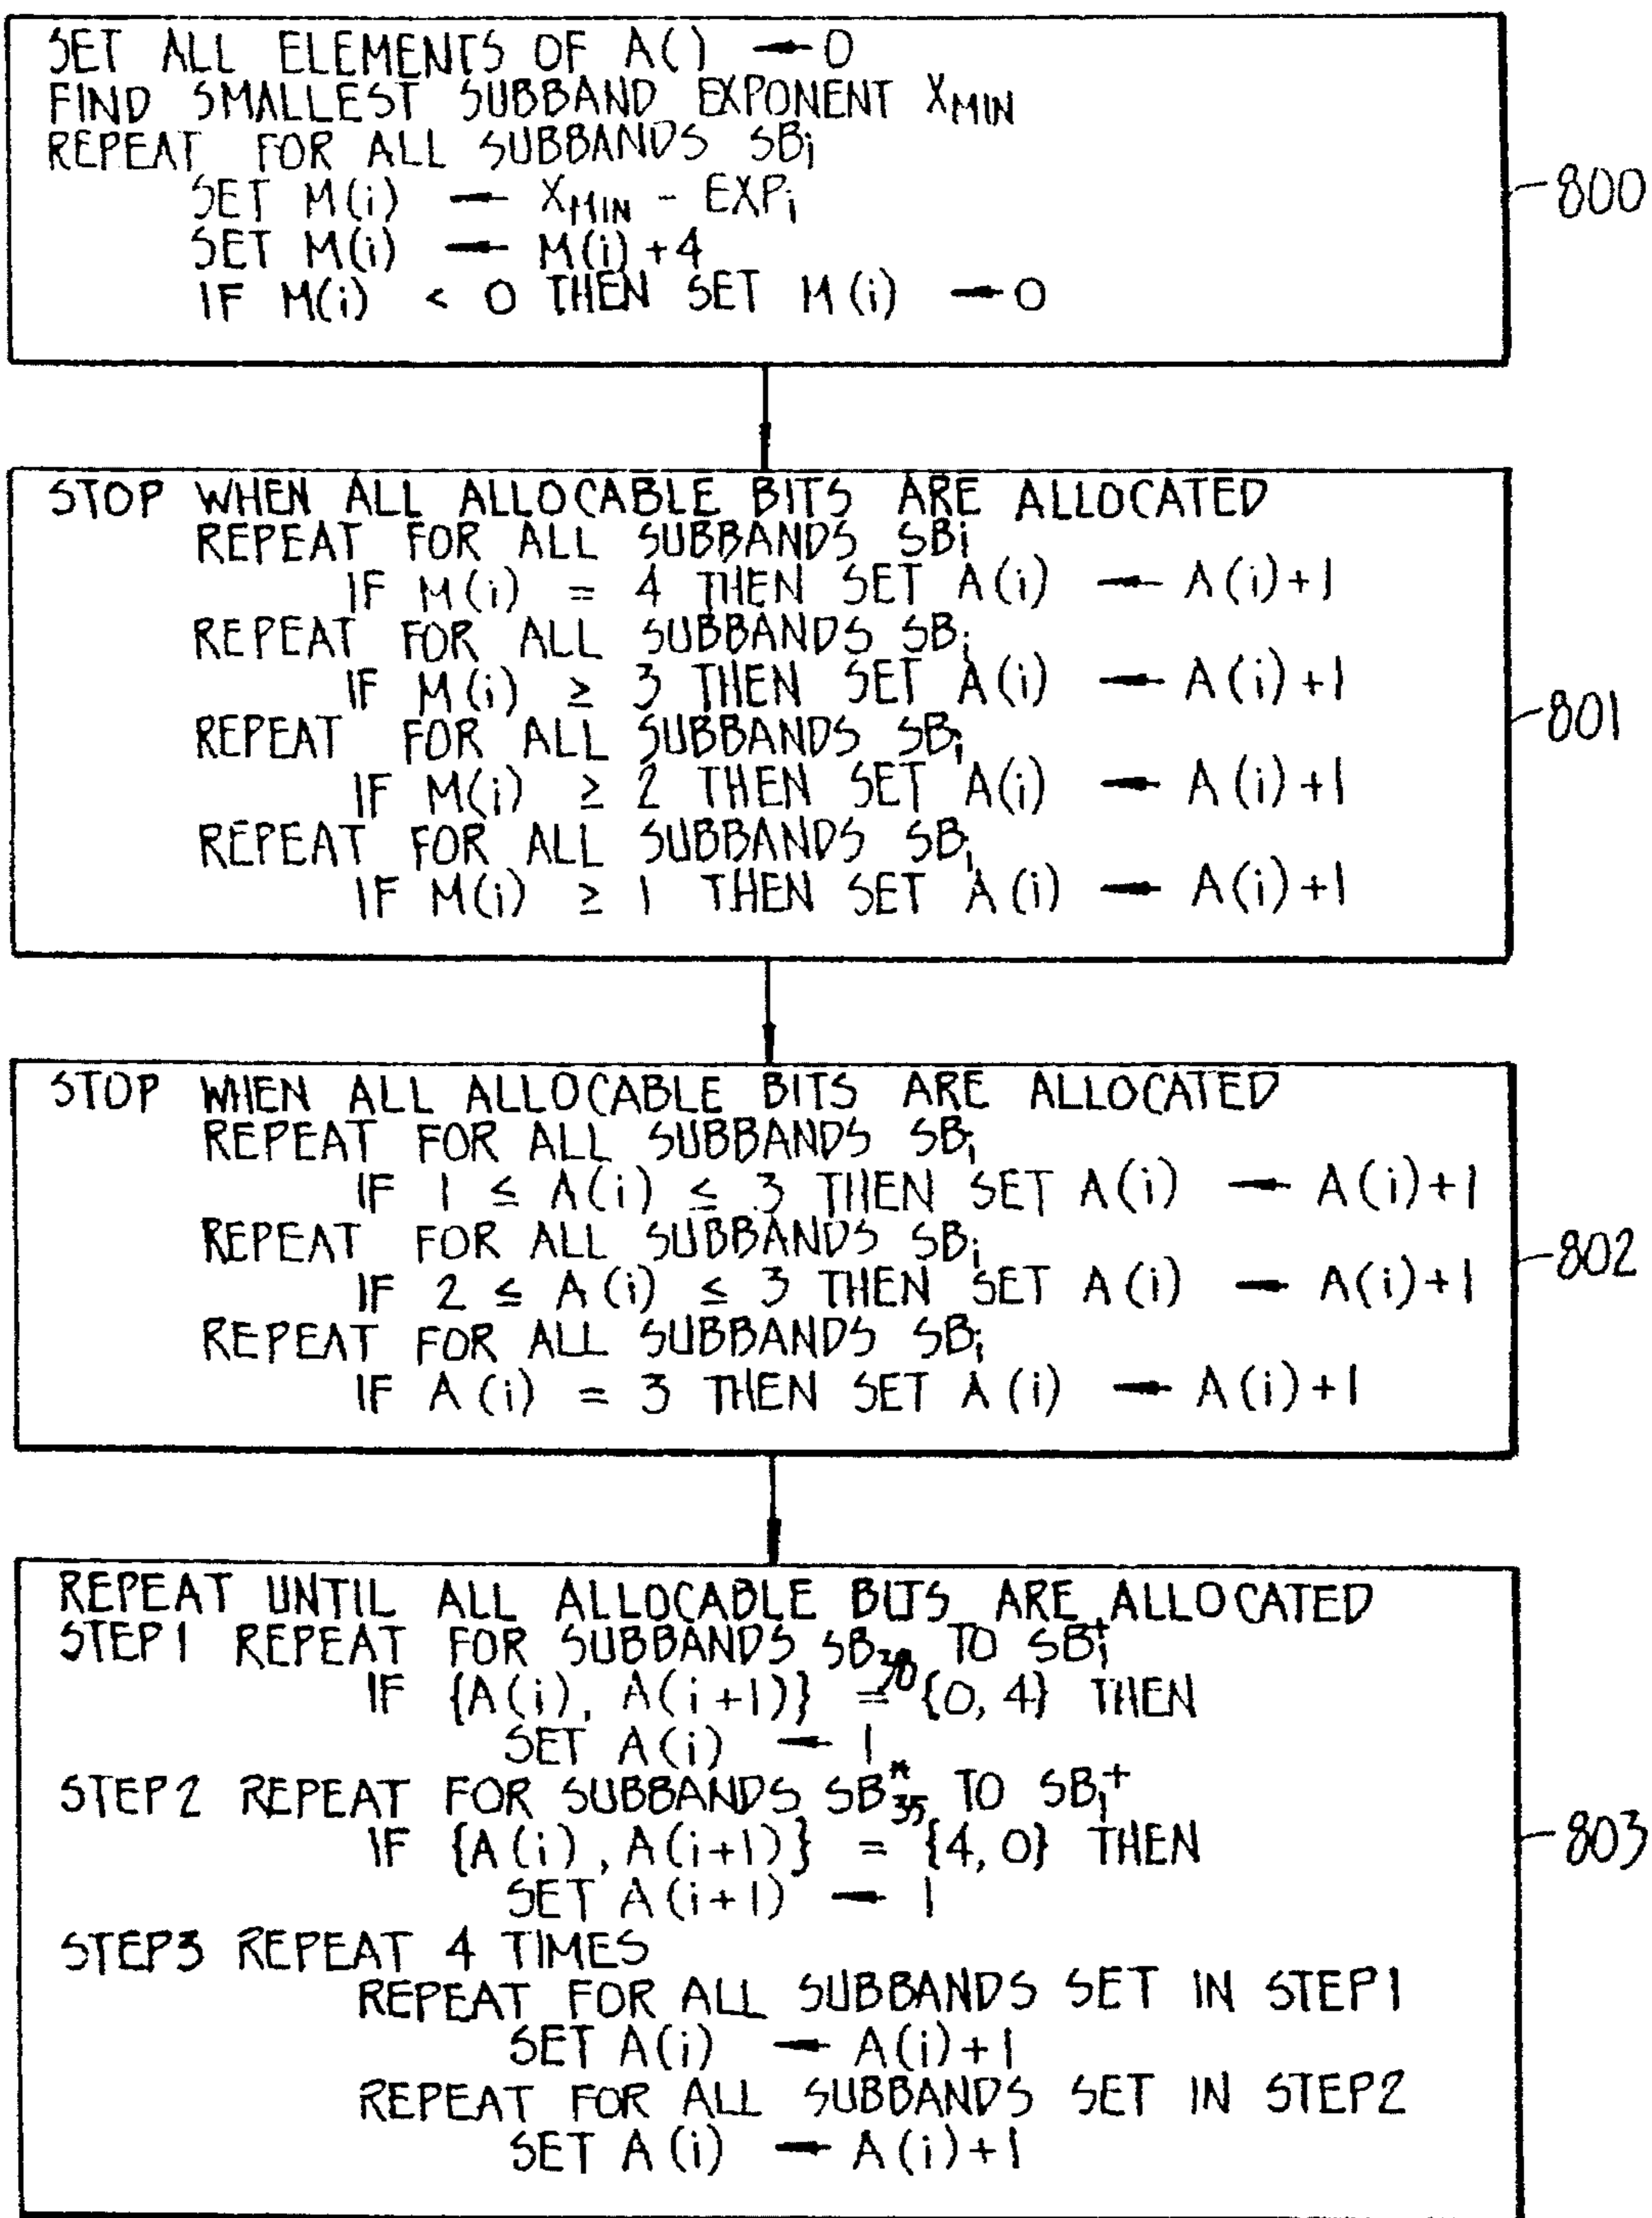 SET ALL ELEMENTS OF A() ← 0
FIND SMALLEST SUBBAND EXPONENT XMIN
REPEAT FOR ALL SUBBANDS SBi
SET M(i) ← XMIN - EXPi
SET M(i) ← M(i)+4
IF M(i) < 0 THEN SET M(i) ← 0
800
STOP WHEN ALL ALLOCABLE BITS ARE ALLOCATED
REPEAT FOR ALL SUBBANDS SBi
IF M(i) = 4 THEN SET A(i) ← A(i)+1
REPEAT FOR ALL SUBBANDS SBi
IF M(i) ≥ 3 THEN SET A(i) ← A(i)+1
REPEAT FOR ALL SUBBANDS SBi
IF M(i) ≥ 2 THEN SET A(i) ← A(i)+1
REPEAT FOR ALL SUBBANDS SBi
IF M(i) ≥ 1 THEN SET A(i) ← A(i)+1
801
STOP WHEN ALL ALLOCABLE BITS ARE ALLOCATED
REPEAT FOR ALL SUBBANDS SBi
IF 1 ≤ A(i) ≤ 3 THEN SET A(i) ← A(i)+1
REPEAT FOR ALL SUBBANDS SBi
IF 2 ≤ A(i) ≤ 3 THEN SET A(i) ← A(i)+1
REPEAT FOR ALL SUBBANDS SBi
IF A(i) = 3 THEN SET A(i) ← A(i)+1
802
REPEAT UNTIL ALL ALLOCABLE BITS ARE ALLOCATED
STEP1 REPEAT FOR SUBBANDS TO
IF {A(i), A(i+1)} = {0, 4} THEN
SET A(i) ← 1
STEP2 REPEAT FOR SUBBANDS SB*35 TO SB1+
IF {A(i), A(i+1)} = {4, 0} THEN
SET A(i+1) ← 1
STEP3 REPEAT 4 TIMES
REPEAT FOR ALL SUBBANDS SET IN STEP1
SET A(i) ← A(i)+1
REPEAT FOR ALL SUBBANDS SET IN STEP2
SET A(i) ← A(i)+1
803